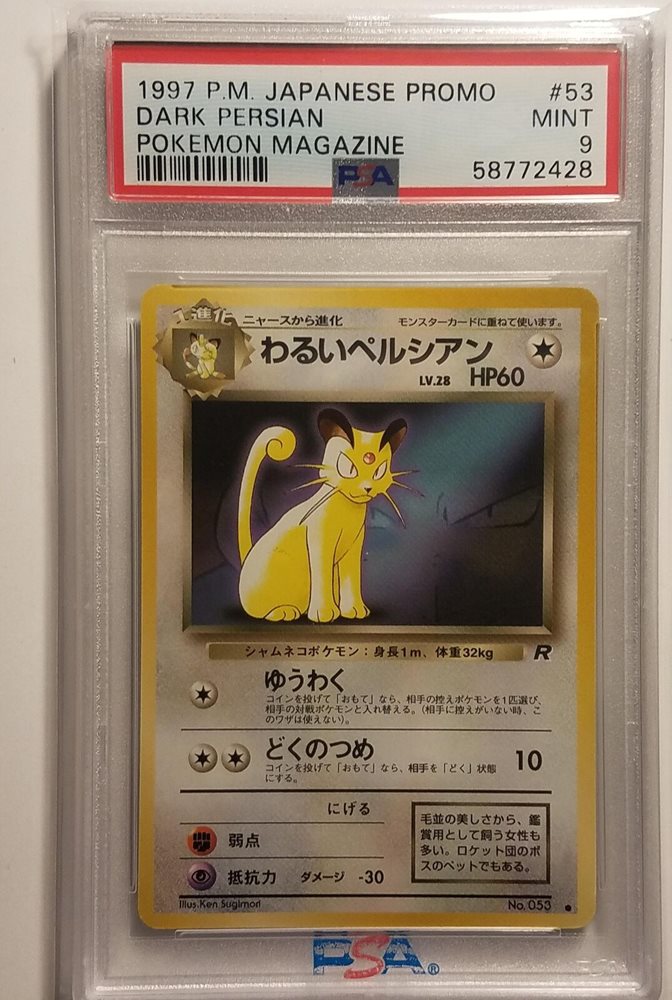 1997 P.M. JAPANESE PROMO #53
DARK PERSIAN MINT
POKEMON MAGAZINE 9
PSA 58772428
1進化 ニャースから進化 モンスターカードに重ねて使います。
わるいペルシアン
LV.28 HP60
シャムネコポケモン:身長1m、体重32kg R
ゆうわく
コインを投げて「おもて」なら、相手の控えポケモンを1匹選び、
相手の対戦ポケモンと入れ替える。(相手に控えがいない時、こ
のワザは使えない)。
どくのつめ 10
コインを投げて「おもて」なら、相手を「どく」状態
にする。
にげる
弱点
抵抗力 ダメージ -30
毛並の美しさから、鑑
賞用として飼う女性も
多い。ロケット団のボ
スのペットでもある。
Illus.Ken Sugimori No.053
PSA®